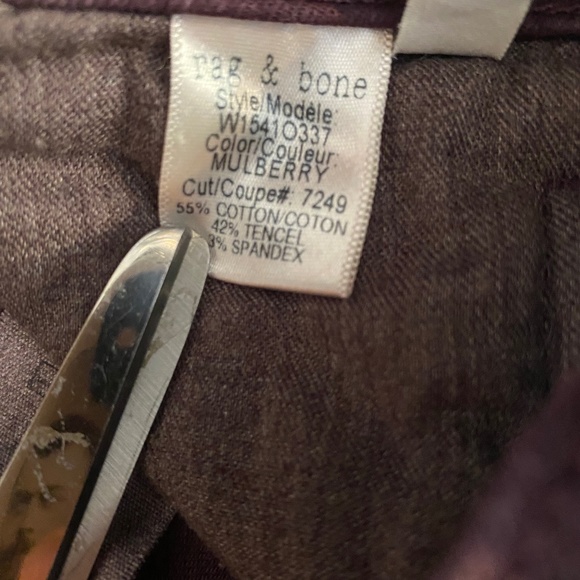 rag & bone
Style/Modèle:
W1541O337
Color/Couleur:
MULBERRY
Cut/Coupe#: 7249
55% COTTON/COTON
42% TENCEL
3% SPANDEX